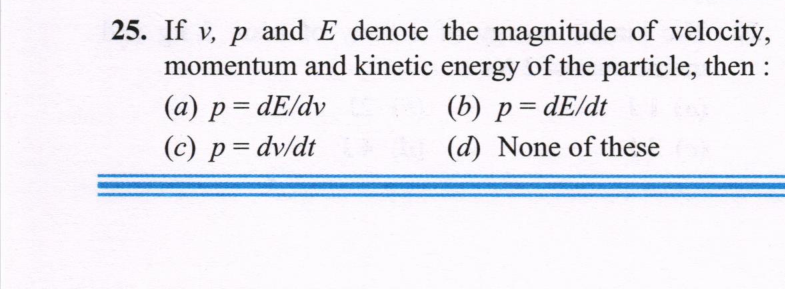 25. If v, p and E denote the magnitude of velocity,
momentum and kinetic energy of the particle, then :
(a) p = dE/dv (b) p = dE/dt
(c) p = dv/dt (d) None of these